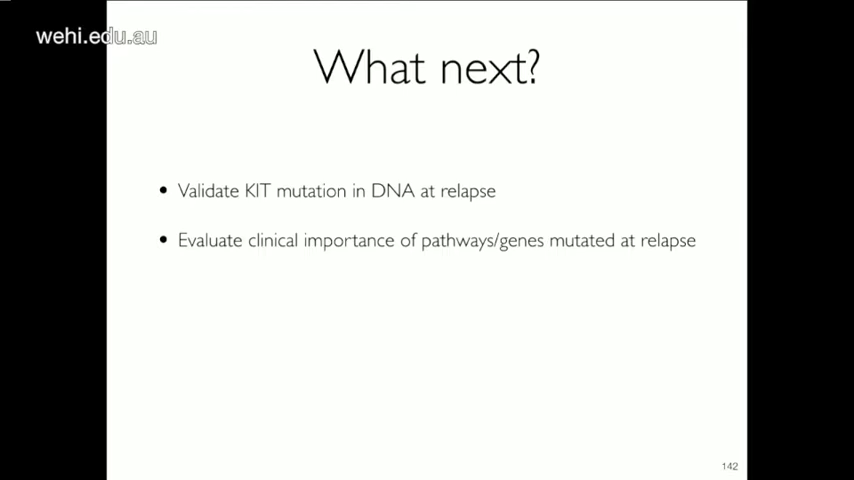 wehi.edu.au
What next?
• Validate KIT mutation in DNA at relapse
• Evaluate clinical importance of pathways/genes mutated at relapse
142